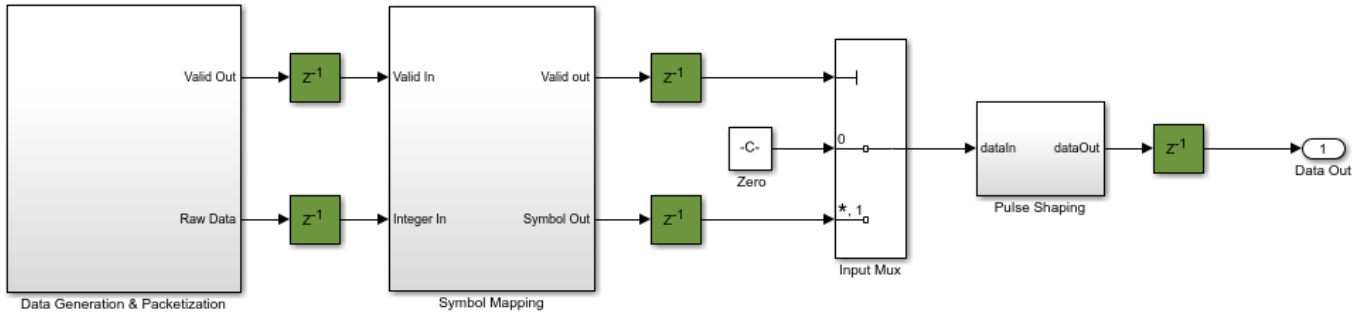 Valid Out
z-1
Valid In
Valid out
z-1
0
-C-
Zero
dataIn
dataOut
z-1
1
Data Out
Raw Data
z-1
Integer In
Symbol Out
z-1
*, 1
Pulse Shaping
Input Mux
Data Generation & Packetization
Symbol Mapping